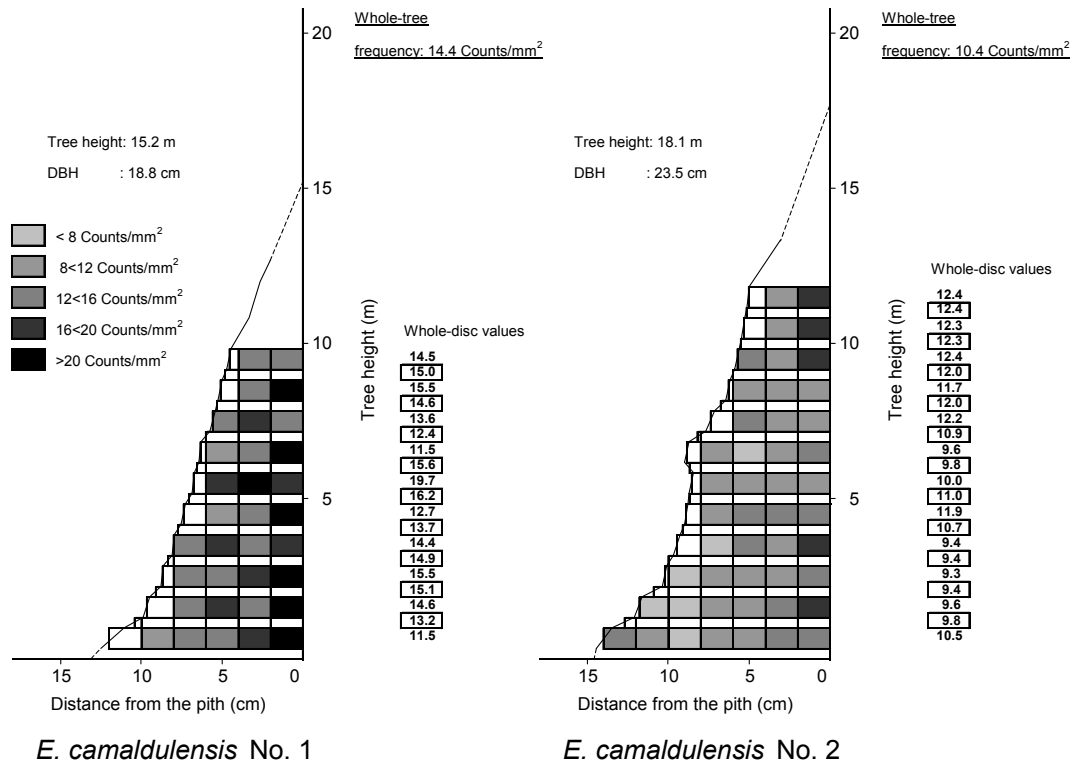 Whole-tree
frequency: 14.4 Counts/mm²
Tree height: 15.2 m
DBH : 18.8 cm
< 8 Counts/mm²
8<12 Counts/mm²
12<16 Counts/mm²
16<20 Counts/mm²
>20 Counts/mm²
20
15
10
5
Tree height (m)
Whole-disc values
14.5
15.0
15.5
14.6
13.6
12.4
11.5
15.6
19.7
16.2
12.7
13.7
14.4
14.9
15.5
15.1
14.6
13.2
11.5
15 10 5 0
Distance from the pith (cm)
E. camaldulensis No. 1
Whole-tree
frequency: 10.4 Counts/mm²
Tree height: 18.1 m
DBH : 23.5 cm
20
15
10
5
Tree height (m)
Whole-disc values
12.4
12.4
12.3
12.3
12.4
12.0
11.7
12.0
12.2
10.9
9.6
9.8
10.0
11.0
11.9
10.7
9.4
9.4
9.3
9.4
9.6
9.8
10.5
15 10 5 0
Distance from the pith (cm)
E. camaldulensis No. 2